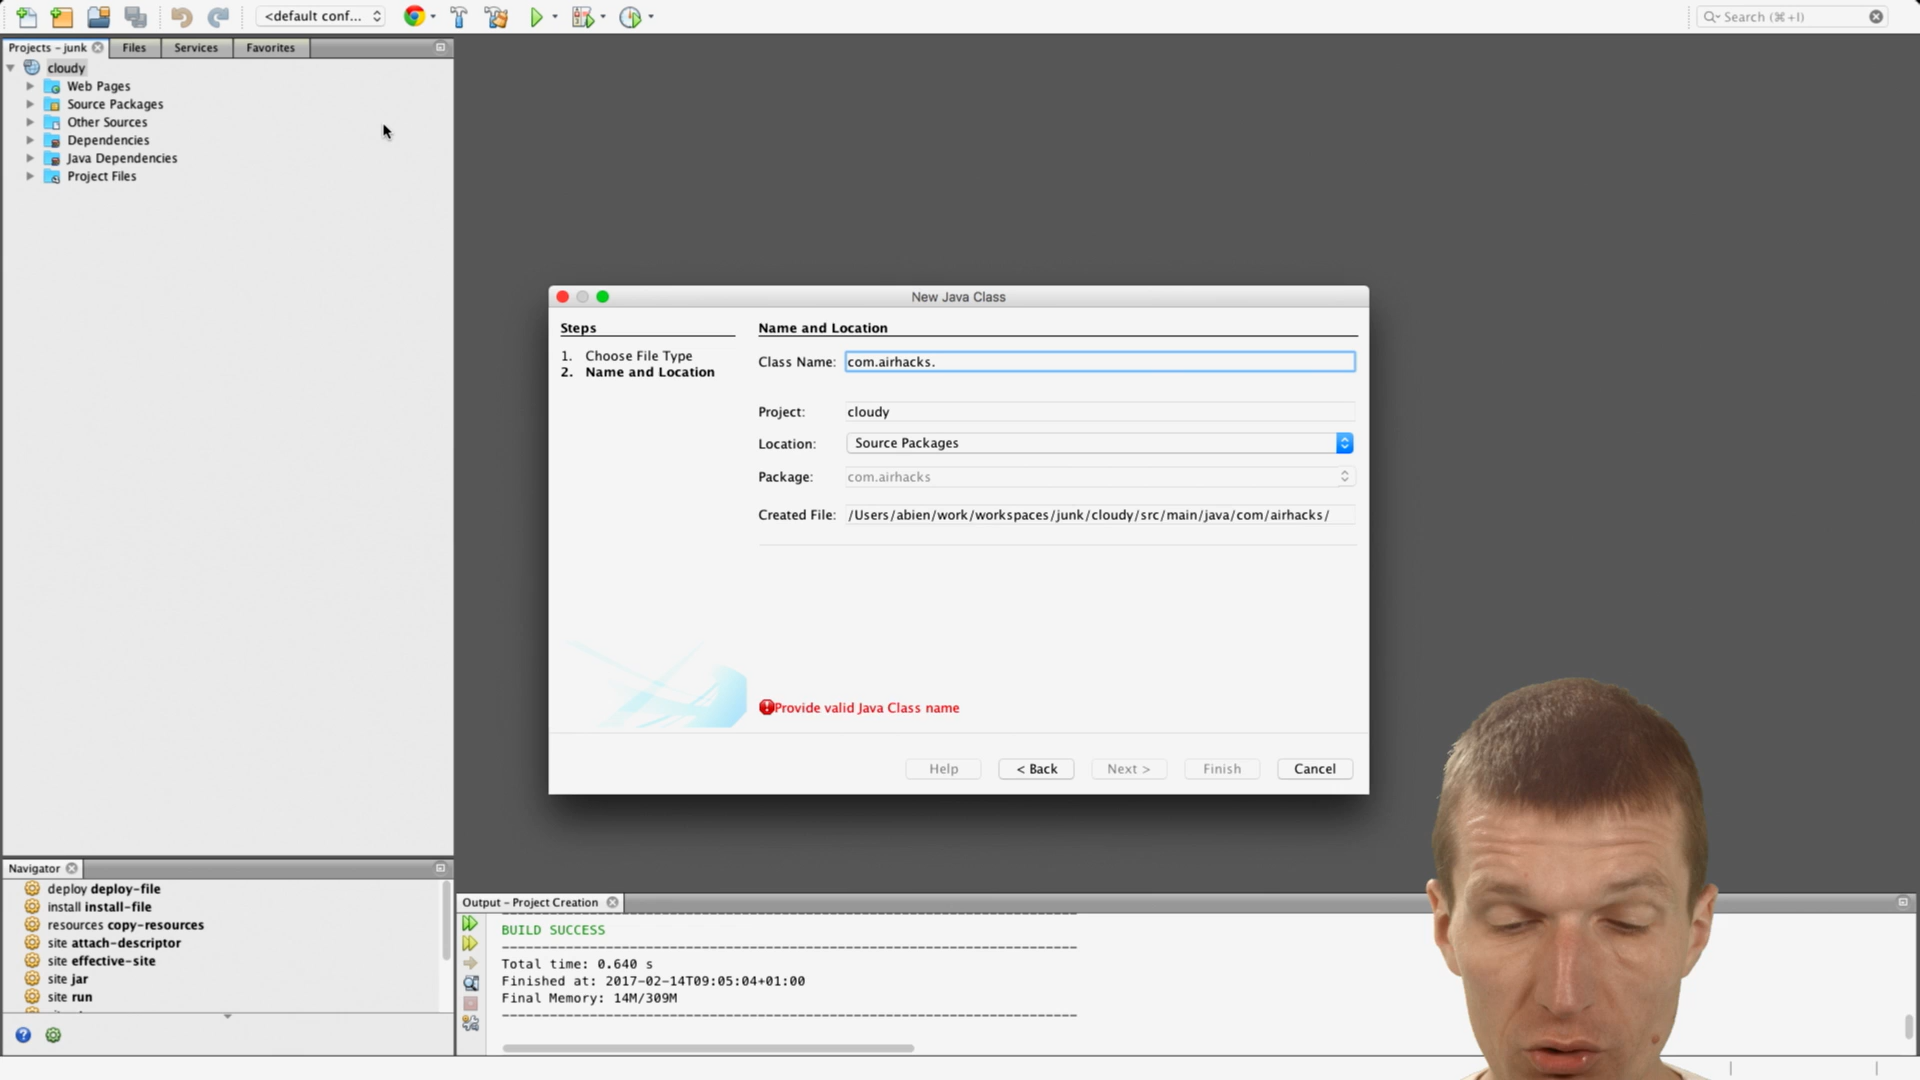 <default conf...
Search (⌘+I)
Projects – junk
Files
Services
Favorites
cloudy
Web Pages
Source Packages
Other Sources
Dependencies
Java Dependencies
Project Files
New Java Class
Steps
1. Choose File Type
2. Name and Location
Name and Location
Class Name: com.airhacks.
Project: cloudy
Location: Source Packages
Package: com.airhacks
Created File: /Users/abien/work/workspaces/junk/cloudy/src/main/java/com/airhacks/
Provide valid Java Class name
Help
< Back
Next >
Finish
Cancel
Navigator
deploy deploy-file
install install-file
resources copy-resources
site attach-descriptor
site effective-site
site jar
site run
Output – Project Creation
------------------------------------------------------------------------
BUILD SUCCESS
------------------------------------------------------------------------
Total time: 0.640 s
Finished at: 2017-02-14T09:05:04+01:00
Final Memory: 14M/309M
------------------------------------------------------------------------